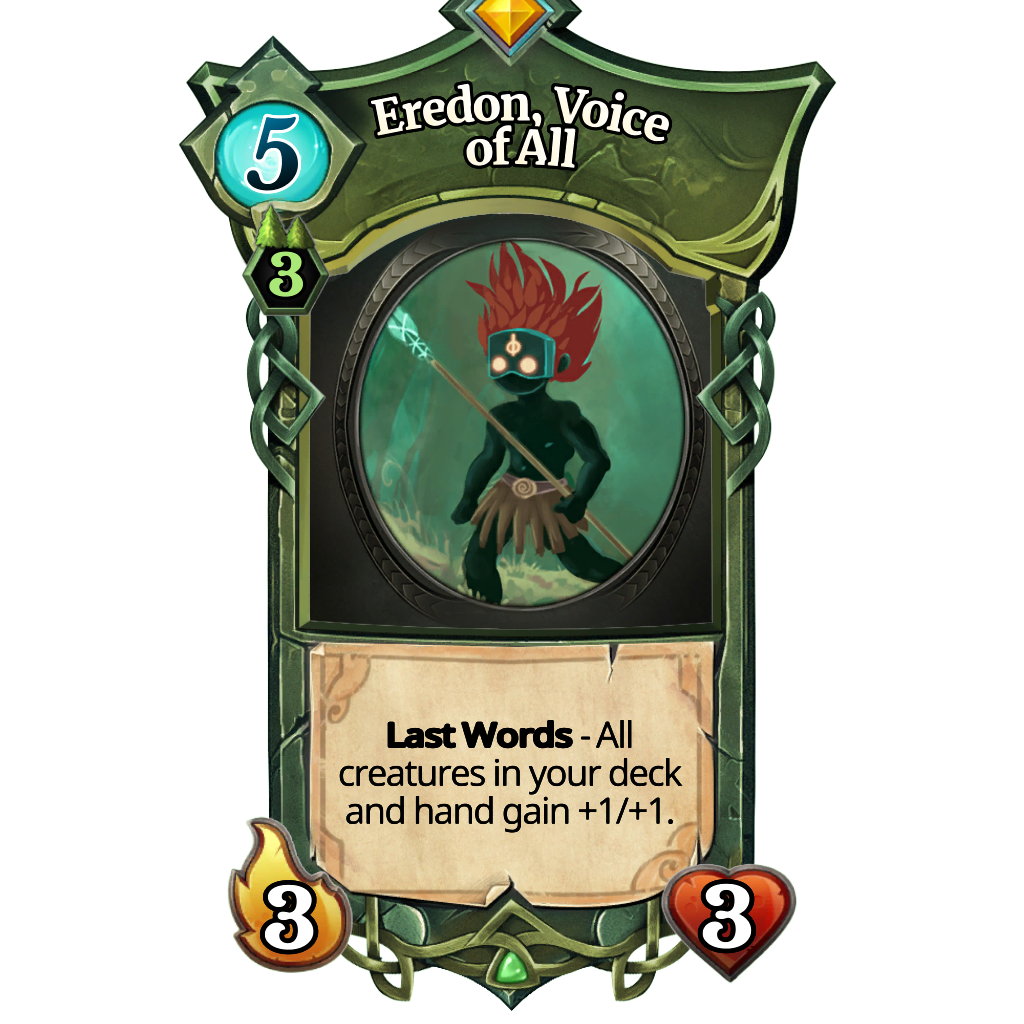 Eredon, Voice
of All
5
3
Last Words - All
creatures in your deck
and hand gain +1/+1.
3
3